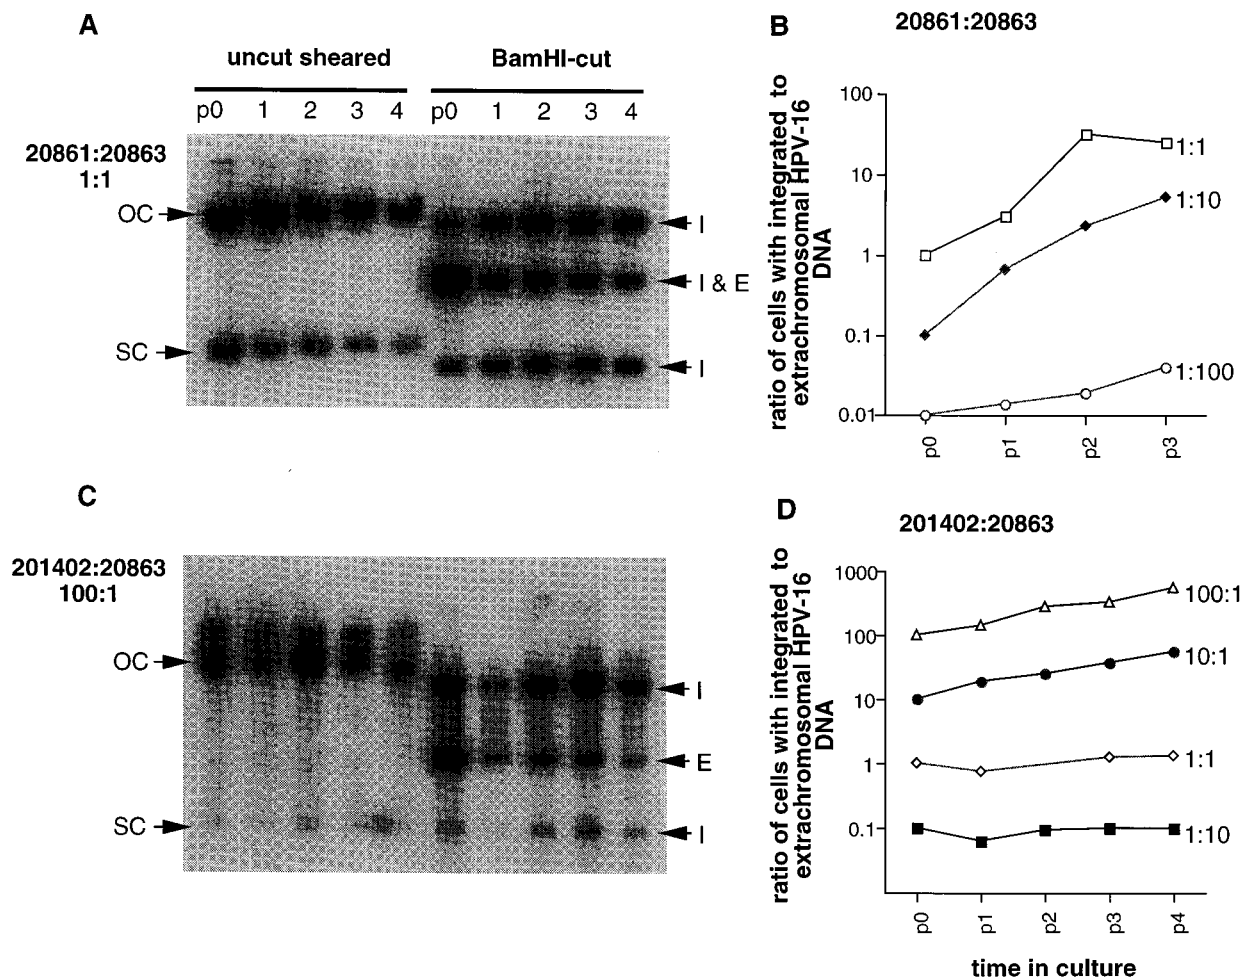 A
uncut sheared BamHI-cut
p0 1 2 3 4 p0 1 2 3 4
20861:20863
1:1
OC
SC
I
I & E
I
B
20861:20863
ratio of cells with integrated to
extrachromosomal HPV-16
DNA
100
10
1
0.1
0.01
1:1
1:10
1:100
p0 p1 p2 p3
C
201402:20863
100:1
OC
SC
I
E
I
D
201402:20863
ratio of cells with integrated to
extrachromosomal HPV-16
DNA
1000
100
10
1
0.1
100:1
10:1
1:1
1:10
p0 p1 p2 p3 p4
time in culture